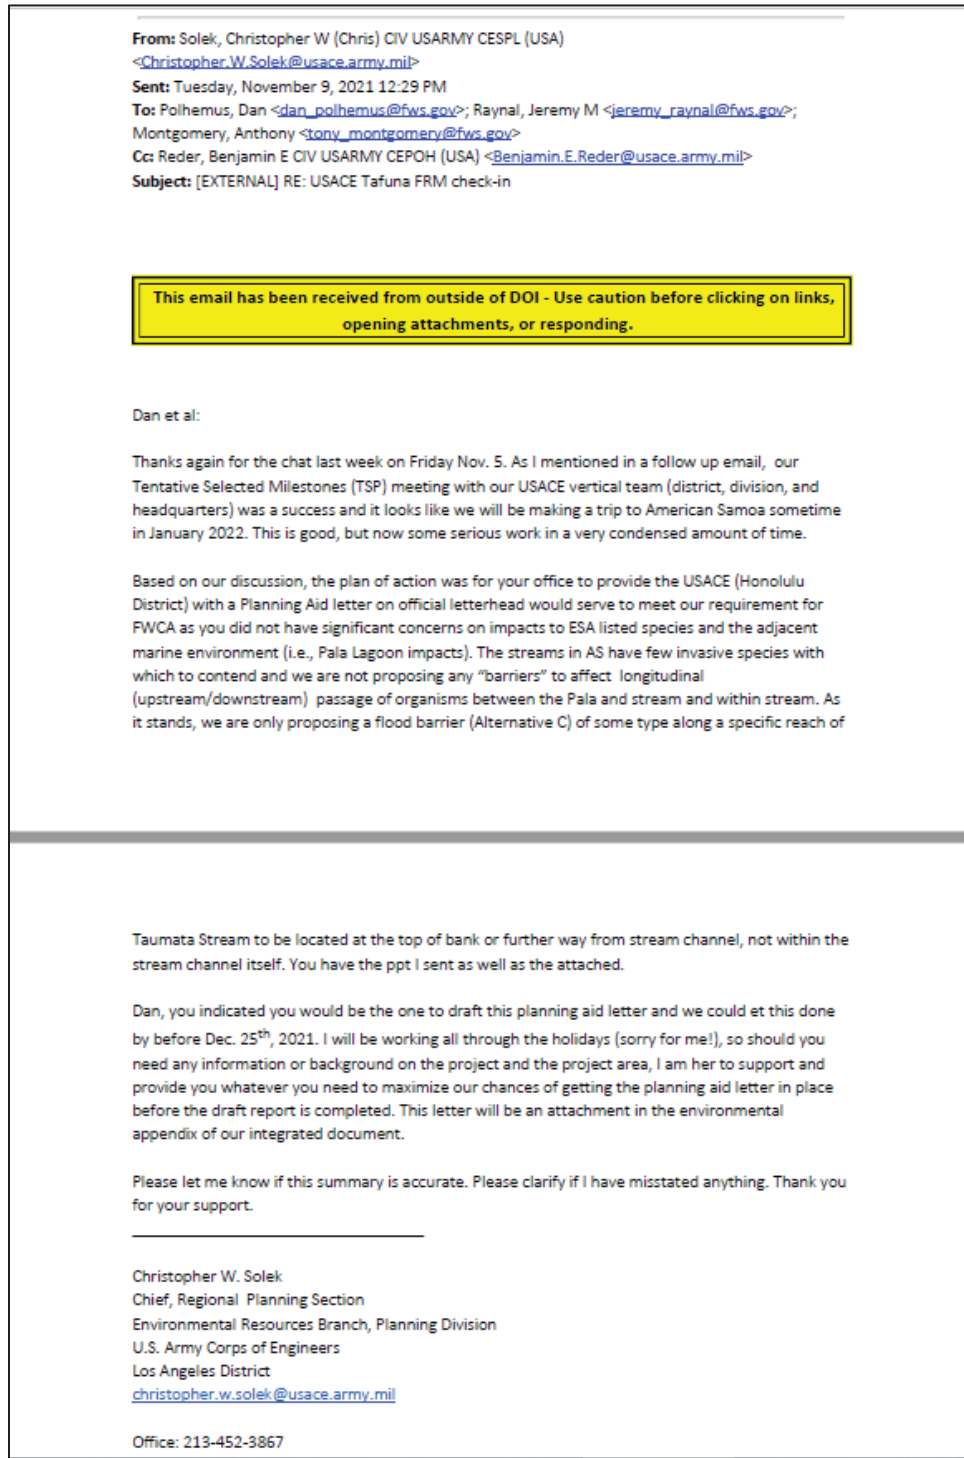 From: Solek, Christopher W (Chris) CIV USARMY CESPL (USA)
<Christopher.W.Solek@usace.army.mil>
Sent: Tuesday, November 9, 2021 12:29 PM
To: Polhemus, Dan <dan_polhemus@fws.gov>; Raynal, Jeremy M <jeremy_raynal@fws.gov>;
Montgomery, Anthony <tony_montgomery@fws.gov>
Cc: Reder, Benjamin E CIV USARMY CEPOH (USA) <Benjamin.E.Reder@usace.army.mil>
Subject: [EXTERNAL] RE: USACE Tafuna FRM check-in
This email has been received from outside of DOI - Use caution before clicking on links,
opening attachments, or responding.
Dan et al:
Thanks again for the chat last week on Friday Nov. 5. As I mentioned in a follow up email,  our
Tentative Selected Milestones (TSP) meeting with our USACE vertical team (district, division, and
headquarters) was a success and it looks like we will be making a trip to American Samoa sometime
in January 2022. This is good, but now some serious work in a very condensed amount of time.
Based on our discussion, the plan of action was for your office to provide the USACE (Honolulu
District) with a Planning Aid letter on official letterhead would serve to meet our requirement for
FWCA as you did not have significant concerns on impacts to ESA listed species and the adjacent
marine environment (i.e., Pala Lagoon impacts). The streams in AS have few invasive species with
which to contend and we are not proposing any “barriers” to affect  longitudinal
(upstream/downstream)  passage of organisms between the Pala and stream and within stream. As
it stands, we are only proposing a flood barrier (Alternative C) of some type along a specific reach of
Taumata Stream to be located at the top of bank or further way from stream channel, not within the
stream channel itself. You have the ppt I sent as well as the attached.
Dan, you indicated you would be the one to draft this planning aid letter and we could et this done
by before Dec. 25th, 2021. I will be working all through the holidays (sorry for me!), so should you
need any information or background on the project and the project area, I am her to support and
provide you whatever you need to maximize our chances of getting the planning aid letter in place
before the draft report is completed. This letter will be an attachment in the environmental
appendix of our integrated document.
Please let me know if this summary is accurate. Please clarify if I have misstated anything. Thank you
for your support.
Christopher W. Solek
Chief, Regional  Planning Section
Environmental Resources Branch, Planning Division
U.S. Army Corps of Engineers
Los Angeles District
christopher.w.solek@usace.army.mil
Office: 213-452-3867